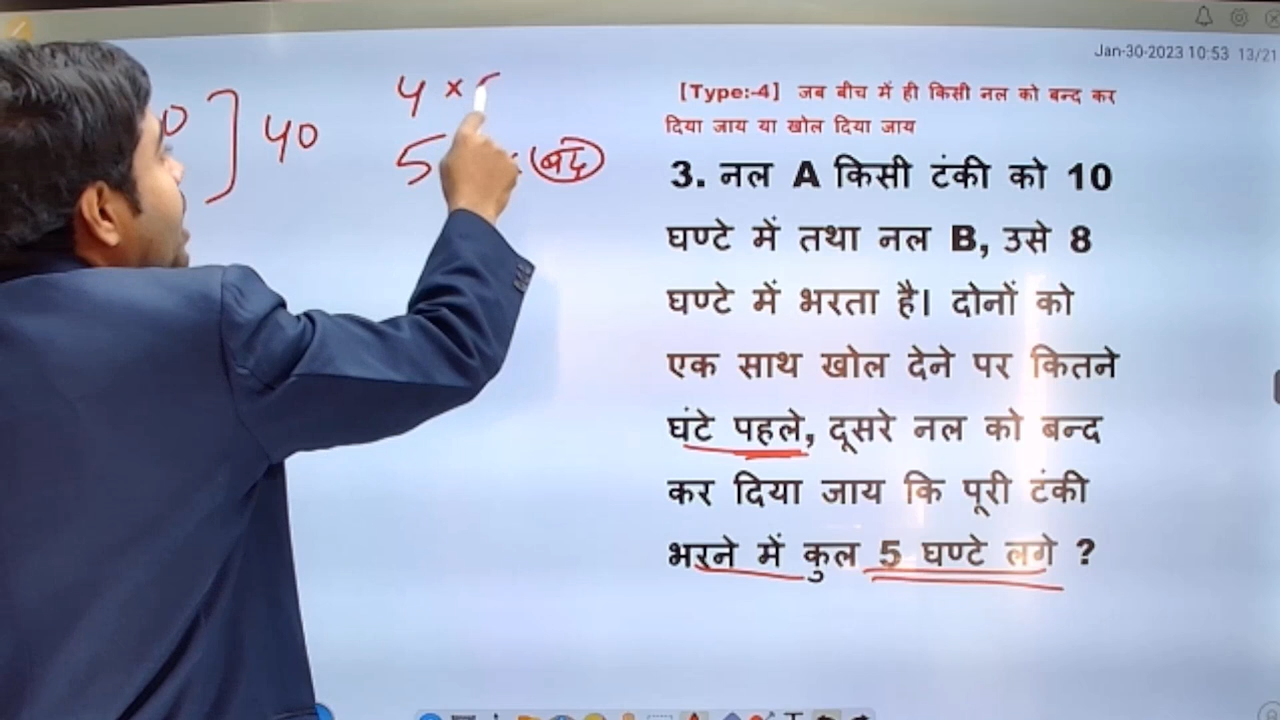 Jan-30-2023 10:53 13/21
[Type:-4] जब बीच में ही किसी नल को बन्द कर
दिया जाय या खोल दिया जाय
3. नल A किसी टंकी को 10
घण्टे में तथा नल B, उसे 8
घण्टे में भरता है। दोनों को
एक साथ खोल देने पर कितने
घंटे पहले, दूसरे नल को बन्द
कर दिया जाय कि पूरी टंकी
भरने में कुल 5 घण्टे लगे ?
4 ×
40
5 बंद